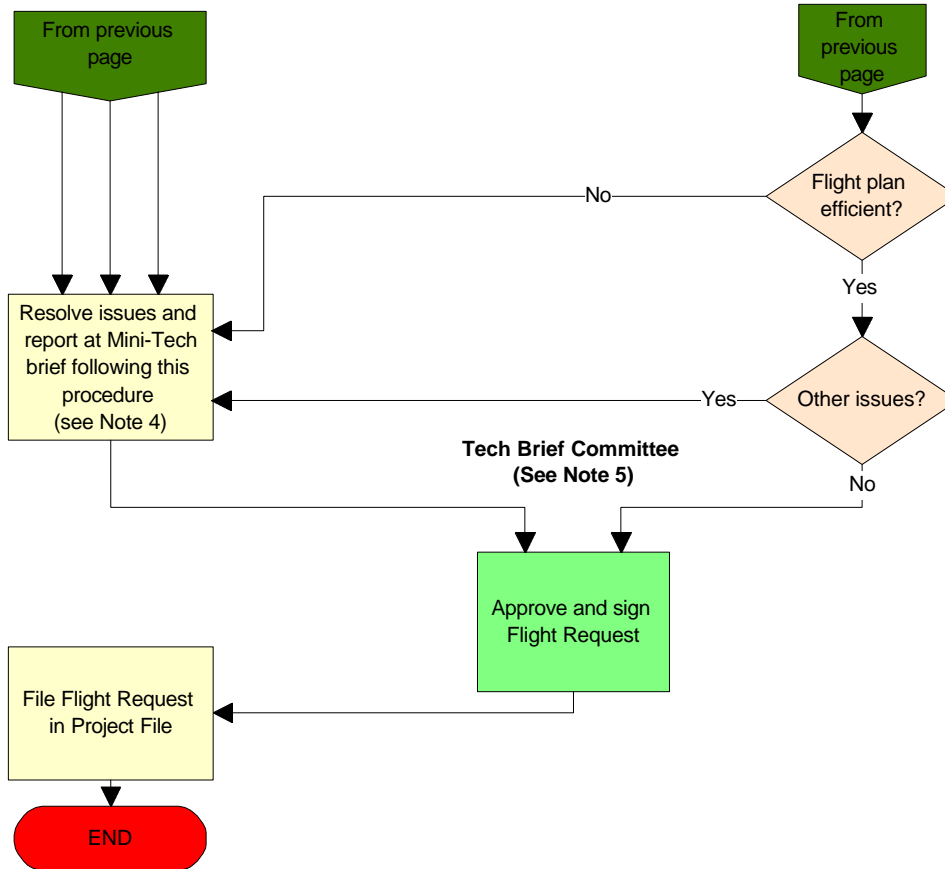 From previous
page
From
previous
page
Flight plan
efficient?
No
Yes
Resolve issues and
report at Mini-Tech
brief following this
procedure
(see Note 4)
Other issues?
Yes
No
Tech Brief Committee
(See Note 5)
Approve and sign
Flight Request
File Flight Request
in Project File
END